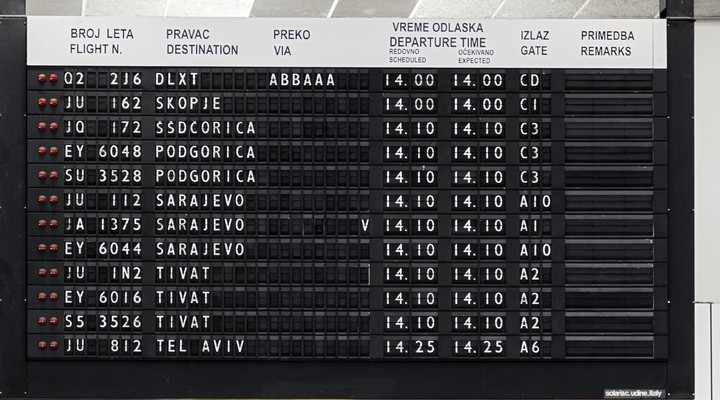 BROJ LETA PRAVAC PREKO VREME ODLASKA IZLAZ PRIMEDBA
FLIGHT N. DESTINATION VIA DEPARTURE TIME GATE REMARKS
REDOVNO OČEKIVANO
SCHEDULED EXPECTED
Q2 2J6 DLXT ABBAAA 14.00 14.00 CD
JU 162 SKOPJE 14.00 14.00 C1
JQ 172 SSDCORICA 14.10 14.10 C3
EY 6048 PODGORICA 14.10 14.10 C3
SU 3528 PODGORICA 14.10 14.10 C3
JU 112 SARAJEVO 14.10 14.10 A10
JA 1375 SARAJEVO V 14.10 14.10 A1
EY 6044 SARAJEVO 14.10 14.10 A10
JU 1N2 TIVAT 14.10 14.10 A2
EY 6016 TIVAT 14.10 14.10 A2
S5 3526 TIVAT 14.10 14.10 A2
JU 812 TEL AVIV 14.25 14.25 A6
solarisc.udine.italy